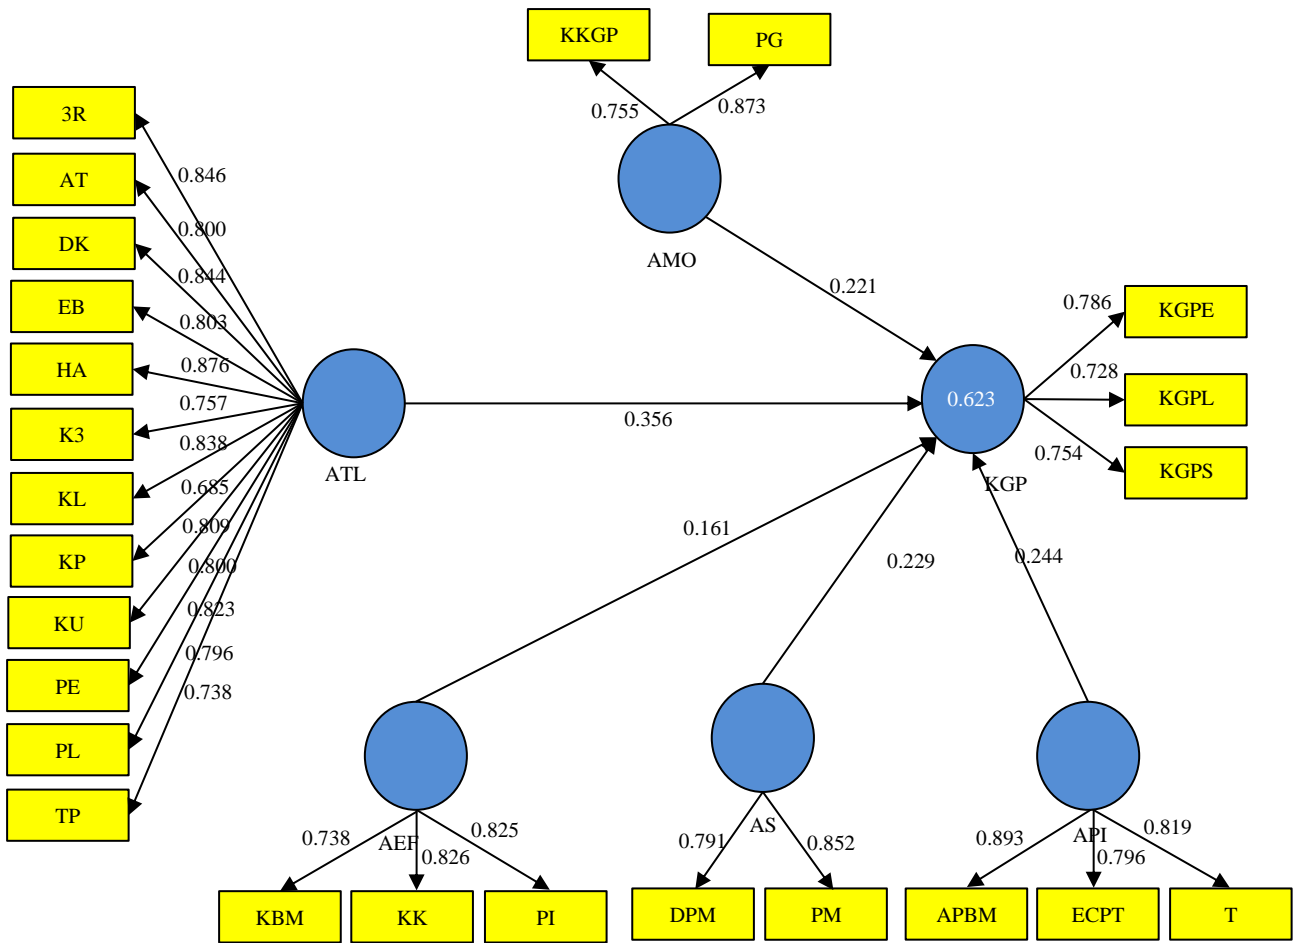 KKGP
PG
0.755
0.873
AMO
0.221
3R
AT
DK
EB
HA
K3
KL
KP
KU
PE
PL
TP
0.846
0.800
0.844
0.803
0.876
0.757
0.838
0.685
0.809
0.800
0.823
0.796
0.738
ATL
0.356
0.623
KGP
0.786
0.728
0.754
KGPE
KGPL
KGPS
0.161
0.229
0.244
AEF
0.738
0.826
0.825
KBM
KK
PI
AS
0.791
0.852
DPM
PM
API
0.893
0.796
0.819
APBM
ECPT
T